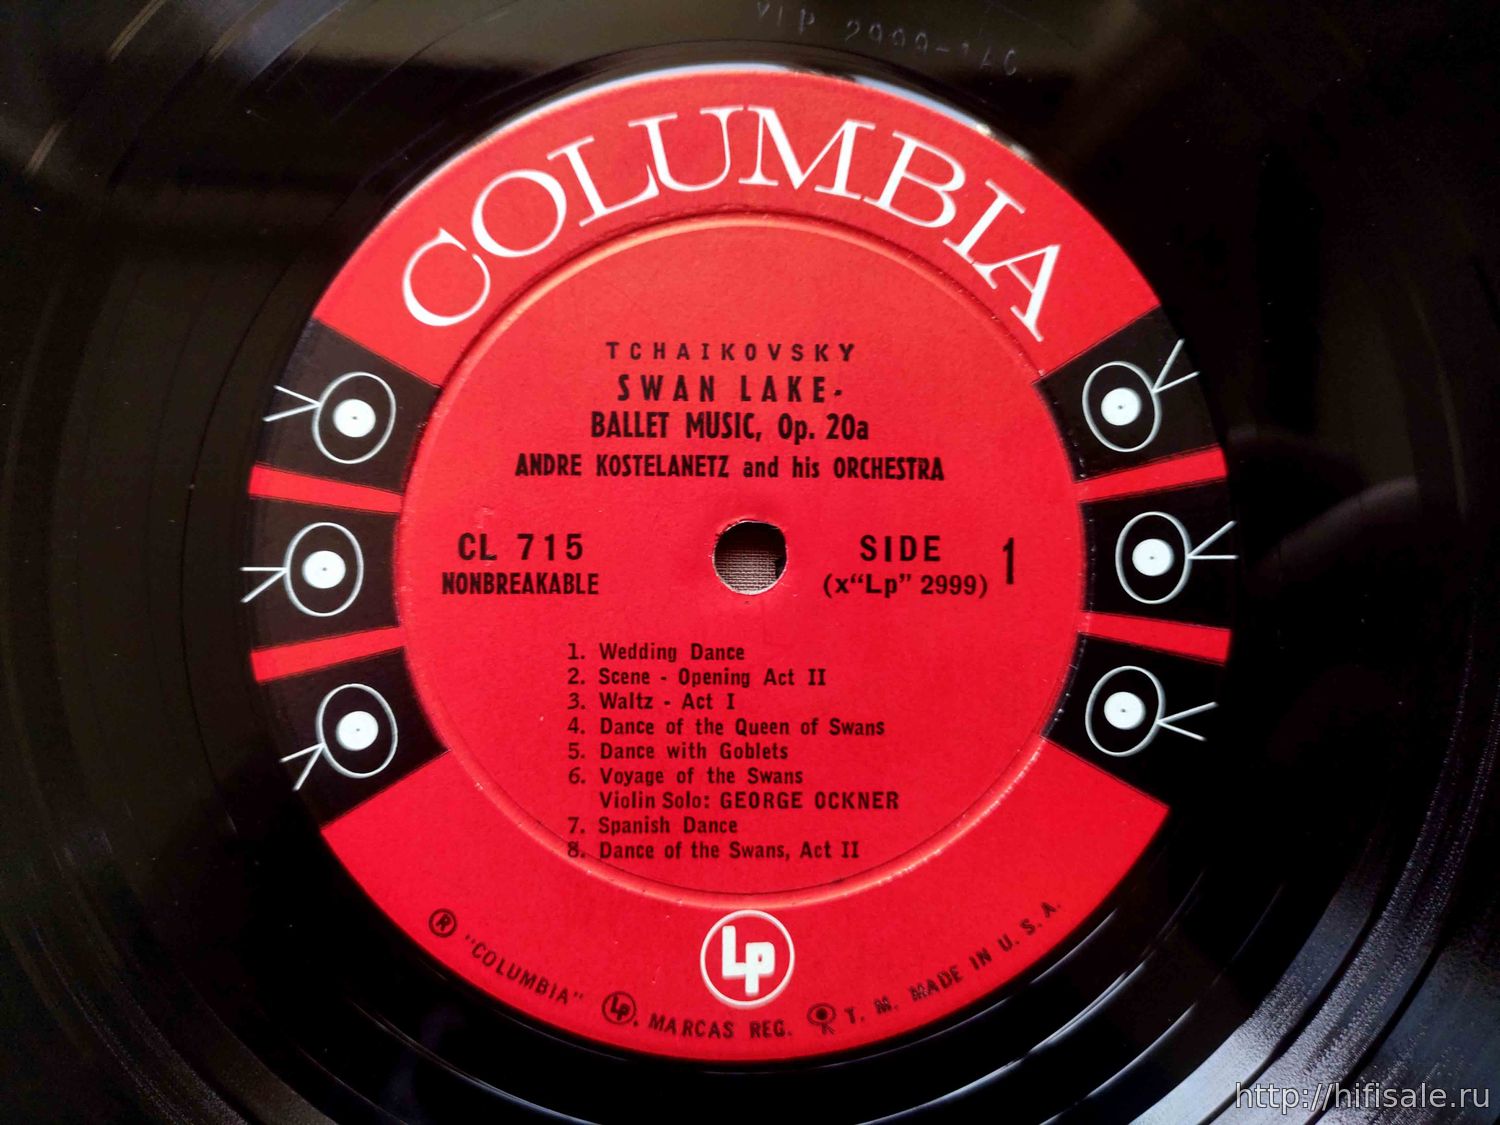 COLUMBIA
TCHAIKOVSKY
SWAN LAKE-
BALLET MUSIC, Op. 20a
ANDRE KOSTELANETZ and his ORCHESTRA
CL 715
NONBREAKABLE
SIDE 1
(x“Lp” 2999)
1. Wedding Dance
2. Scene - Opening Act II
3. Waltz - Act I
4. Dance of the Queen of Swans
5. Dance with Goblets
6. Voyage of the Swans
Violin Solo: GEORGE OCKNER
7. Spanish Dance
8. Dance of the Swans, Act II
Lp
® "COLUMBIA" Lp, MARCAS REG. T. M. MADE IN U. S. A.
http://hifisale.ru